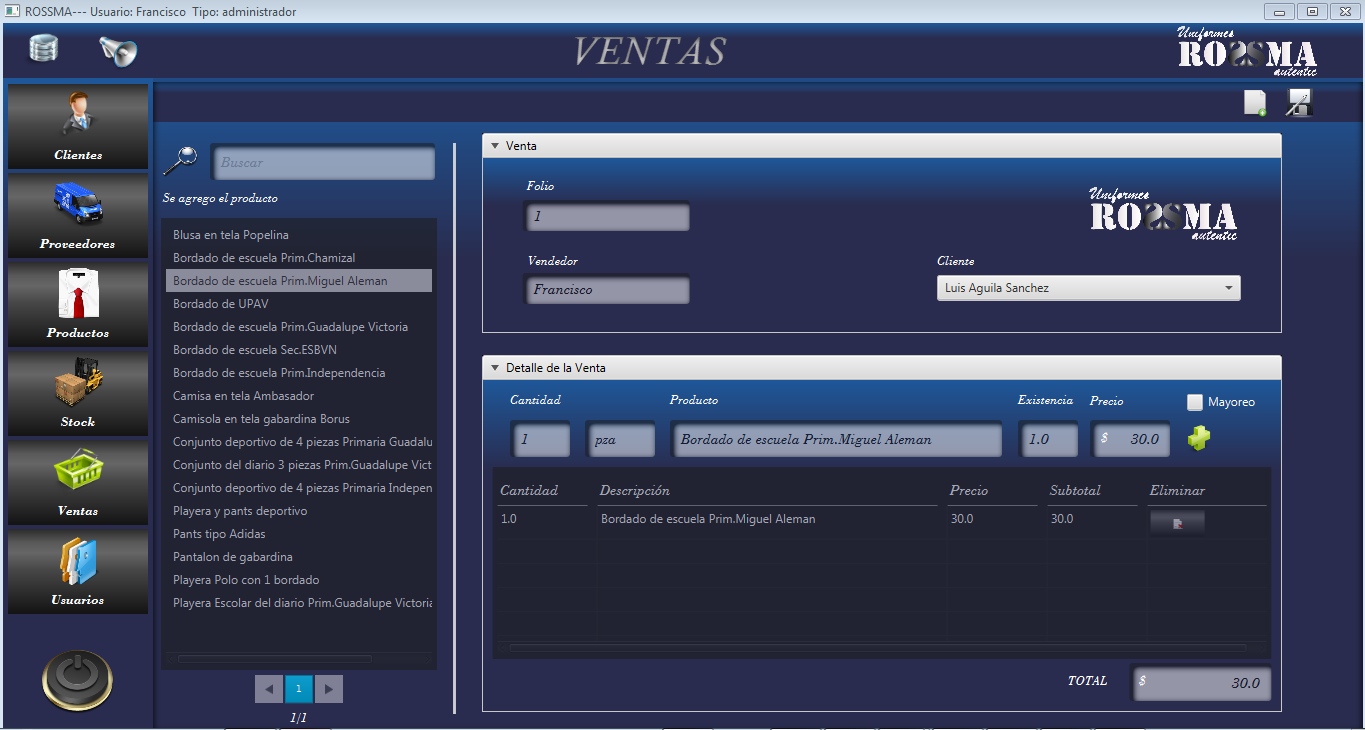 ROSSMA--- Usuario: Francisco Tipo: administrador
VENTAS
Uniformes
ROSSMA
autentic
Clientes
Proveedores
Productos
Stock
Ventas
Usuarios
Buscar
Se agrego el producto
Blusa en tela Popelina
Bordado de escuela Prim.Chamizal
Bordado de escuela Prim.Miguel Aleman
Bordado de UPAV
Bordado de escuela Prim.Guadalupe Victoria
Bordado de escuela Sec.ESBVN
Bordado de escuela Prim.Independencia
Camisa en tela Ambasador
Camisola en tela gabardina Borus
Conjunto deportivo de 4 piezas Primaria Guadalu
Conjunto del diario 3 piezas Prim.Guadalupe Vict
Conjunto deportivo de 4 piezas Primaria Indepen
Playera y pants deportivo
Pants tipo Adidas
Pantalon de gabardina
Playera Polo con 1 bordado
Playera Escolar del diario Prim.Guadalupe Victoria
1
1/1
Venta
Folio
1
Uniformes
ROSSMA
autentic
Vendedor
Cliente
Francisco
Luis Aguila Sanchez
Detalle de la Venta
Cantidad Producto Existencia Precio Mayoreo
1 pza Bordado de escuela Prim.Miguel Aleman 1.0 $ 30.0
Cantidad Descripción Precio Subtotal Eliminar
1.0 Bordado de escuela Prim.Miguel Aleman 30.0 30.0
TOTAL $ 30.0